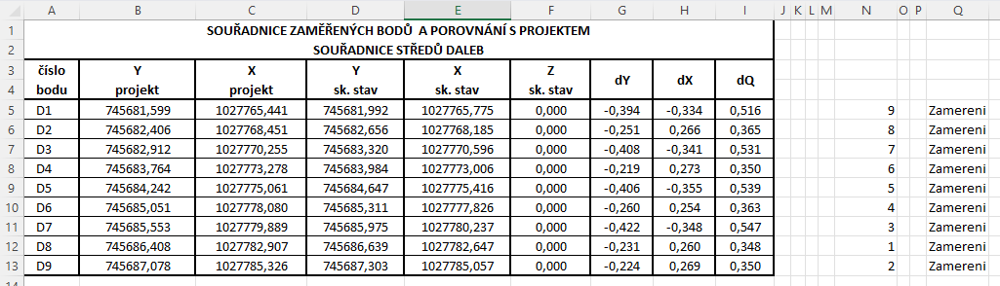 A B C D E F G H I J K L M N O P Q
1 SOUŘADNICE ZAMĚŘENÝCH BODŮ A POROVNÁNÍ S PROJEKTEM
2 SOUŘADNICE STŘEDŮ DALEB
3 číslo Y X Y X Z dY dX dQ
4 bodu projekt projekt sk. stav sk. stav sk. stav
5 D1 745681,599 1027765,441 745681,992 1027765,775 0,000 -0,394 -0,334 0,516 9 Zamereni
6 D2 745682,406 1027768,451 745682,656 1027768,185 0,000 -0,251 0,266 0,365 8 Zamereni
7 D3 745682,912 1027770,255 745683,320 1027770,596 0,000 -0,408 -0,341 0,531 7 Zamereni
8 D4 745683,764 1027773,278 745683,984 1027773,006 0,000 -0,219 0,273 0,350 6 Zamereni
9 D5 745684,242 1027775,061 745684,647 1027775,416 0,000 -0,406 -0,355 0,539 5 Zamereni
10 D6 745685,051 1027778,080 745685,311 1027777,826 0,000 -0,260 0,254 0,363 4 Zamereni
11 D7 745685,553 1027779,889 745685,975 1027780,237 0,000 -0,422 -0,348 0,547 3 Zamereni
12 D8 745686,408 1027782,907 745686,639 1027782,647 0,000 -0,231 0,260 0,348 1 Zamereni
13 D9 745687,078 1027785,326 745687,303 1027785,057 0,000 -0,224 0,269 0,350 2 Zamereni